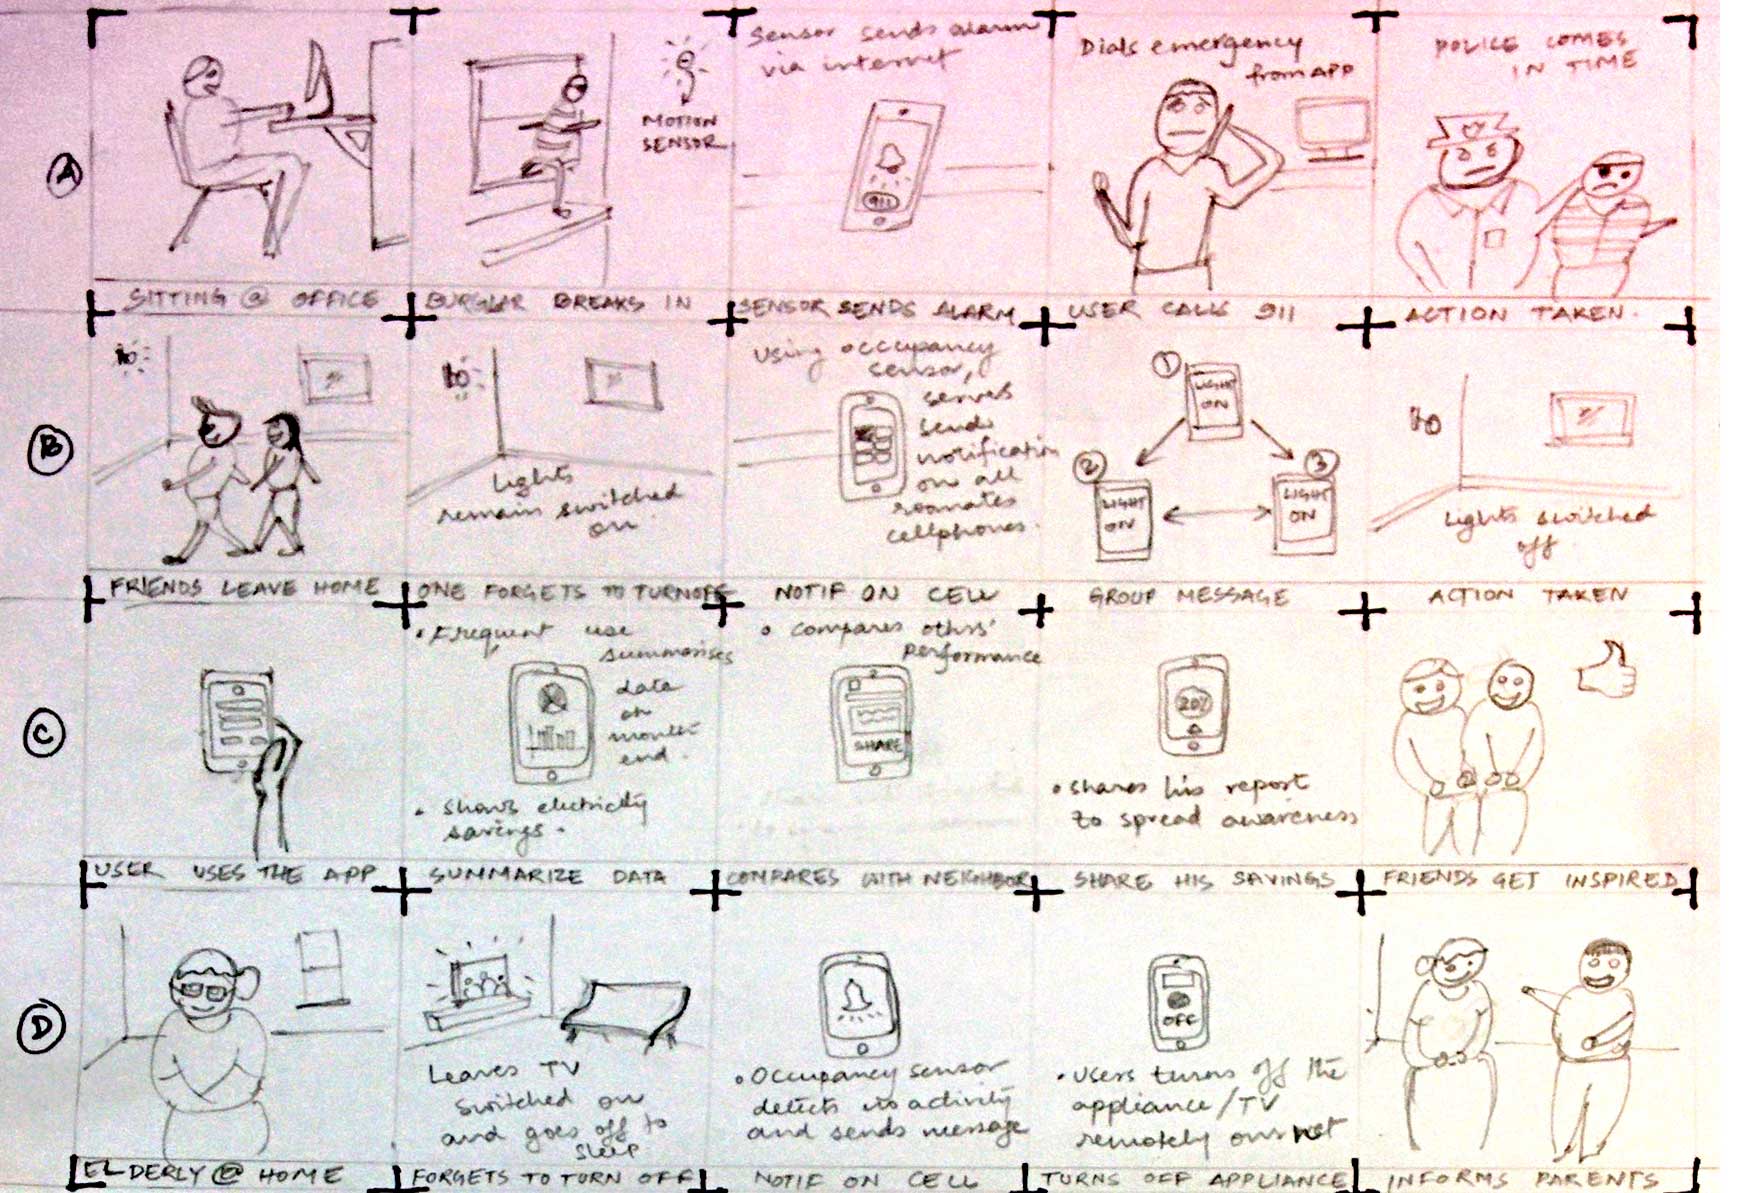 A
MOTION
SENSOR
Sensor sends alarm
via internet
911
Dials emergency
from APP
POLICE COMES
IN TIME
SITTING @ OFFICE
BURGLAR BREAKS IN
SENSOR SENDS ALARM
USER CALLS 911
ACTION TAKEN.
B
Lights
remain switched
on.
Using occupancy
sensor,
server
sends
notification
on all
roomates
cellphones.
1
LIGHT
ON
2
LIGHT
ON
3
LIGHT
ON
Lights switched
off.
FRIENDS LEAVE HOME
ONE FORGETS TO TURNOFF
NOTIF ON CELL
GROUP MESSAGE
ACTION TAKEN
C
• Frequent use
summarises
data
on
month
end.
• Shows electricity
savings.
• Compares othrs'
performance
SHARE
20%
• Shares his report
to spread awareness
USER USES THE APP
SUMMARIZE DATA
COMPARES WITH NEIGHBOR
SHARE HIS SAVINGS
FRIENDS GET INSPIRED
D
Leaves TV
switched on
and goes off to
sleep
• Occupancy sensor
detects no activity
and sends message
OFF
• Users turns off the
appliance/TV
remotely
ELDERLY @ HOME
FORGETS TO TURN OFF
NOTIF ON CELL
TURNS OFF APPLIANCE
INFORMS PARENTS